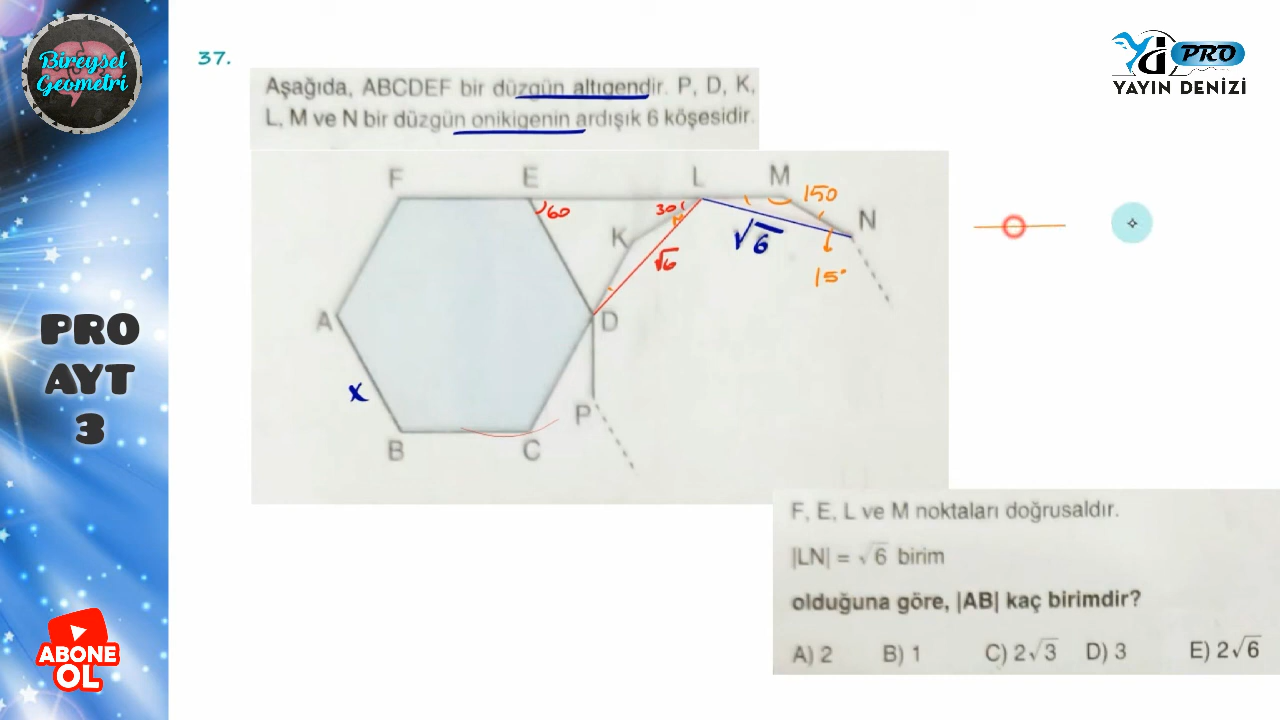 Bireysel
Geometri
PRO
AYT
3
ABONE
OL
37.
PRO
YAYIN DENİZİ
Aşağıda, ABCDEF bir düzgün altıgendir. P, D, K,
L, M ve N bir düzgün onikigenin ardışık 6 köşesidir.
F E L M
150
60
30
N
K
√6
√6
15°
A
D
x
P
B C
F, E, L ve M noktaları doğrusaldır.
|LN| = √6 birim
olduğuna göre, |AB| kaç birimdir?
A) 2 B) 1 C) 2√3 D) 3 E) 2√6